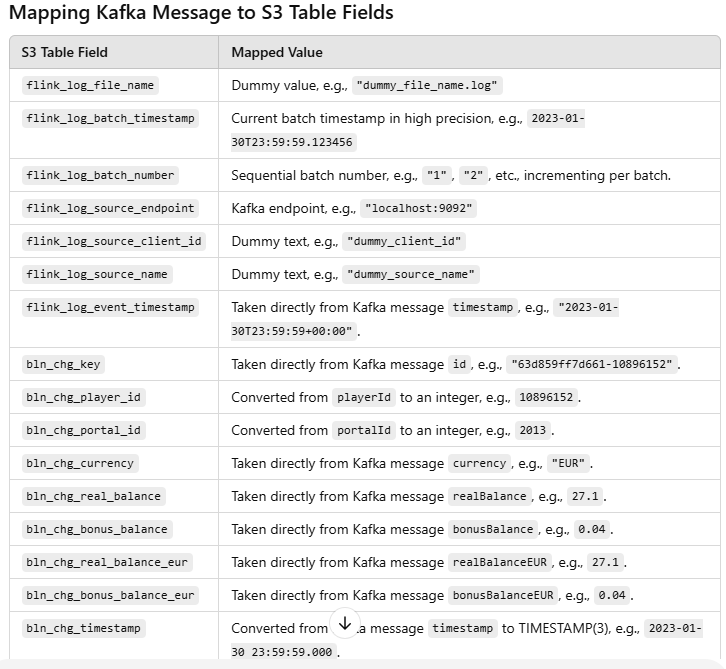 Mapping Kafka Message to S3 Table Fields
S3 Table Field Mapped Value
flink_log_file_name Dummy value, e.g., "dummy_file_name.log"
flink_log_batch_timestamp Current batch timestamp in high precision, e.g., 2023-01-
30T23:59:59.123456
flink_log_batch_number Sequential batch number, e.g., "1" , "2" , etc., incrementing per batch.
flink_log_source_endpoint Kafka endpoint, e.g., "localhost:9092"
flink_log_source_client_id Dummy text, e.g., "dummy_client_id"
flink_log_source_name Dummy text, e.g., "dummy_source_name"
flink_log_event_timestamp Taken directly from Kafka message timestamp , e.g., "2023-01-
30T23:59:59+00:00" .
bln_chg_key Taken directly from Kafka message id , e.g., "63d859ff7d661-10896152" .
bln_chg_player_id Converted from playerId to an integer, e.g., 10896152 .
bln_chg_portal_id Converted from portalId to an integer, e.g., 2013 .
bln_chg_currency Taken directly from Kafka message currency , e.g., "EUR" .
bln_chg_real_balance Taken directly from Kafka message realBalance , e.g., 27.1 .
bln_chg_bonus_balance Taken directly from Kafka message bonusBalance , e.g., 0.04 .
bln_chg_real_balance_eur Taken directly from Kafka message realBalanceEUR , e.g., 27.1 .
bln_chg_bonus_balance_eur Taken directly from Kafka message bonusBalanceEUR , e.g., 0.04 .
bln_chg_timestamp Converted from a message timestamp to TIMESTAMP(3), e.g., 2023-01-
30 23:59:59.000 .